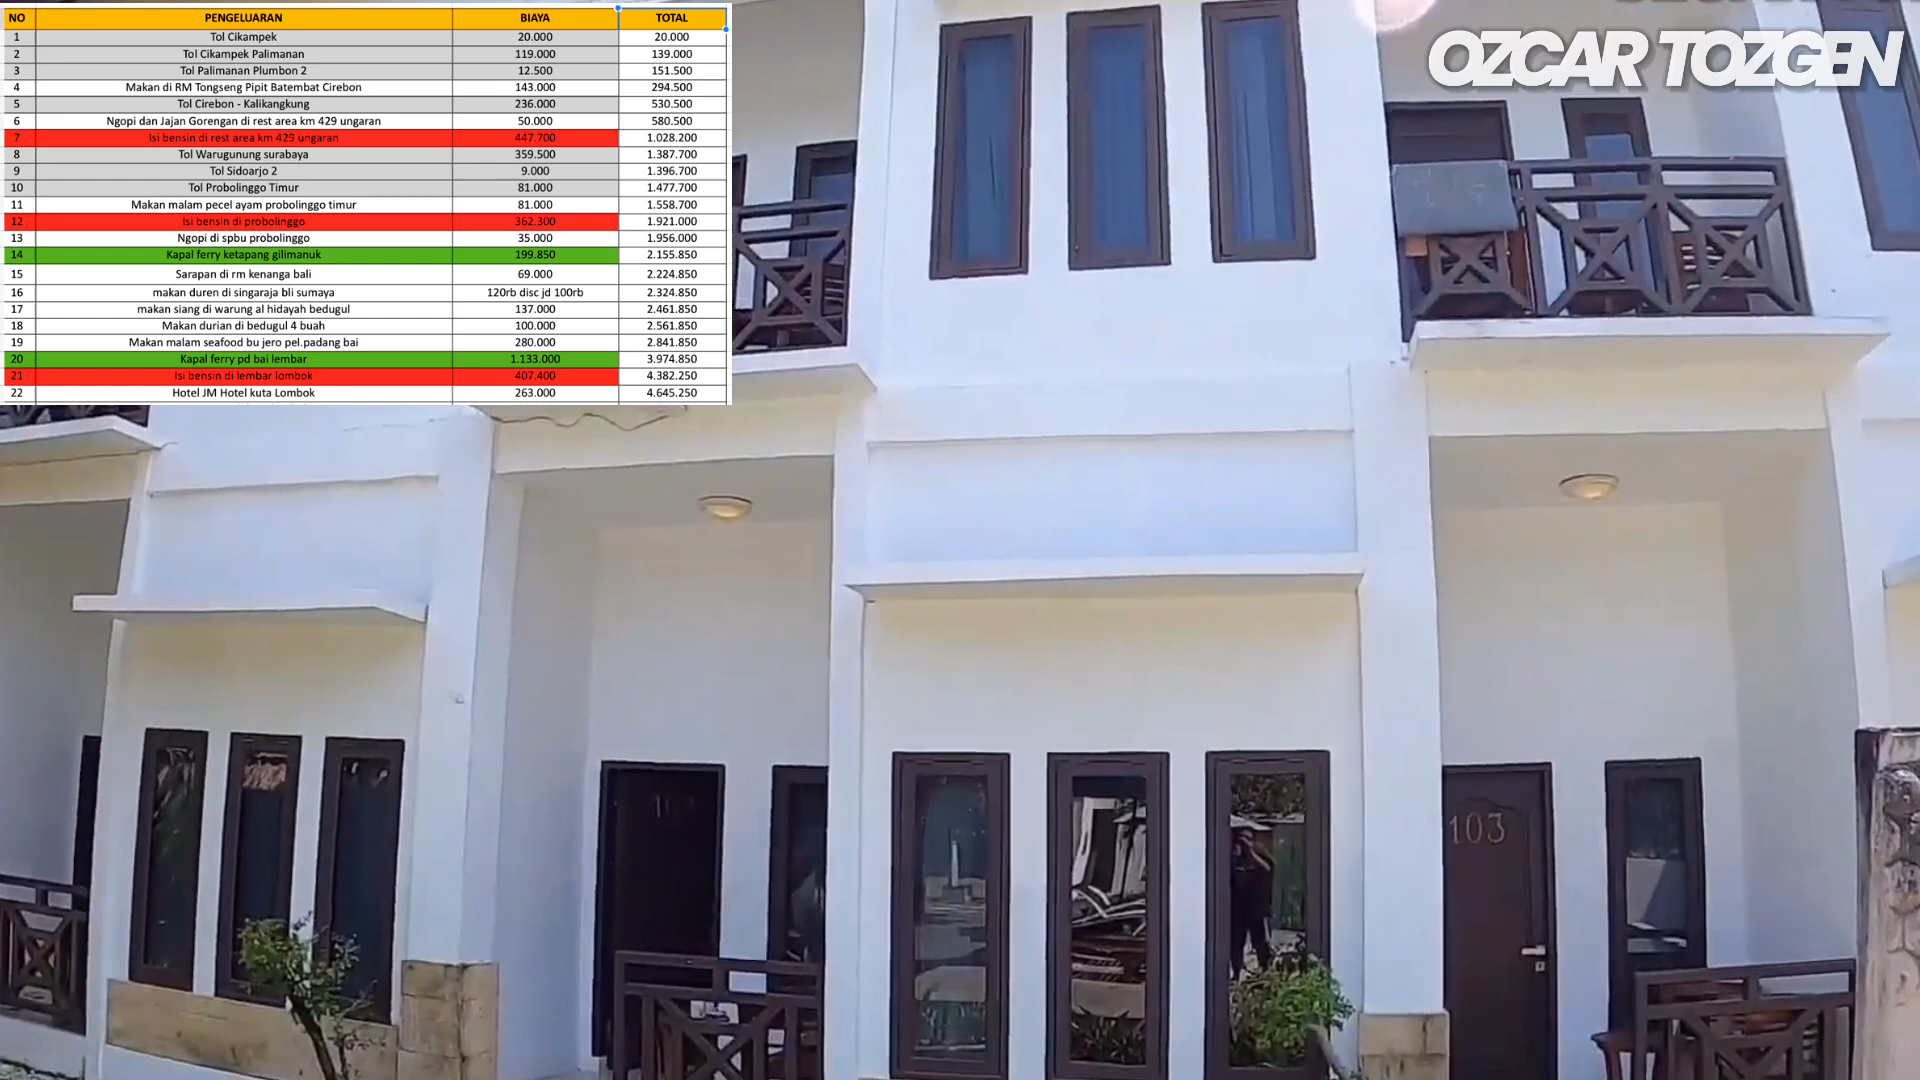 OZCAR TOZGEN
NO PENGELUARAN BIAYA TOTAL
1 Tol Cikampek 20.000 20.000
2 Tol Cikampek Palimanan 119.000 139.000
3 Tol Palimanan Plumbon 2 12.500 151.500
4 Makan di RM Tongseng Pipit Batembat Cirebon 143.000 294.500
5 Tol Cirebon - Kalikangkung 236.000 530.500
6 Ngopi dan Jajan Gorengan di rest area km 429 ungaran 50.000 580.500
7 Isi bensin di rest area km 429 ungaran 447.700 1.028.200
8 Tol Warugunung surabaya 359.500 1.387.700
9 Tol Sidoarjo 2 9.000 1.396.700
10 Tol Probolinggo Timur 81.000 1.477.700
11 Makan malam pecel ayam probolinggo timur 81.000 1.558.700
12 Isi bensin di probolinggo 362.300 1.921.000
13 Ngopi di spbu probolinggo 35.000 1.956.000
14 Kapal ferry ketapang gilimanuk 199.850 2.155.850
15 Sarapan di rm kenanga bali 69.000 2.224.850
16 makan duren di singaraja bli sumaya 120rb disc jd 100rb 2.324.850
17 makan siang di warung al hidayah bedugul 137.000 2.461.850
18 Makan durian di bedugul 4 buah 100.000 2.561.850
19 Makan malam seafood bu jero pel.padang bai 280.000 2.841.850
20 Kapal ferry pd bai lembar 1.133.000 3.974.850
21 Isi bensin di lembar lombok 407.400 4.382.250
22 Hotel JM Hotel kuta Lombok 263.000 4.645.250
103